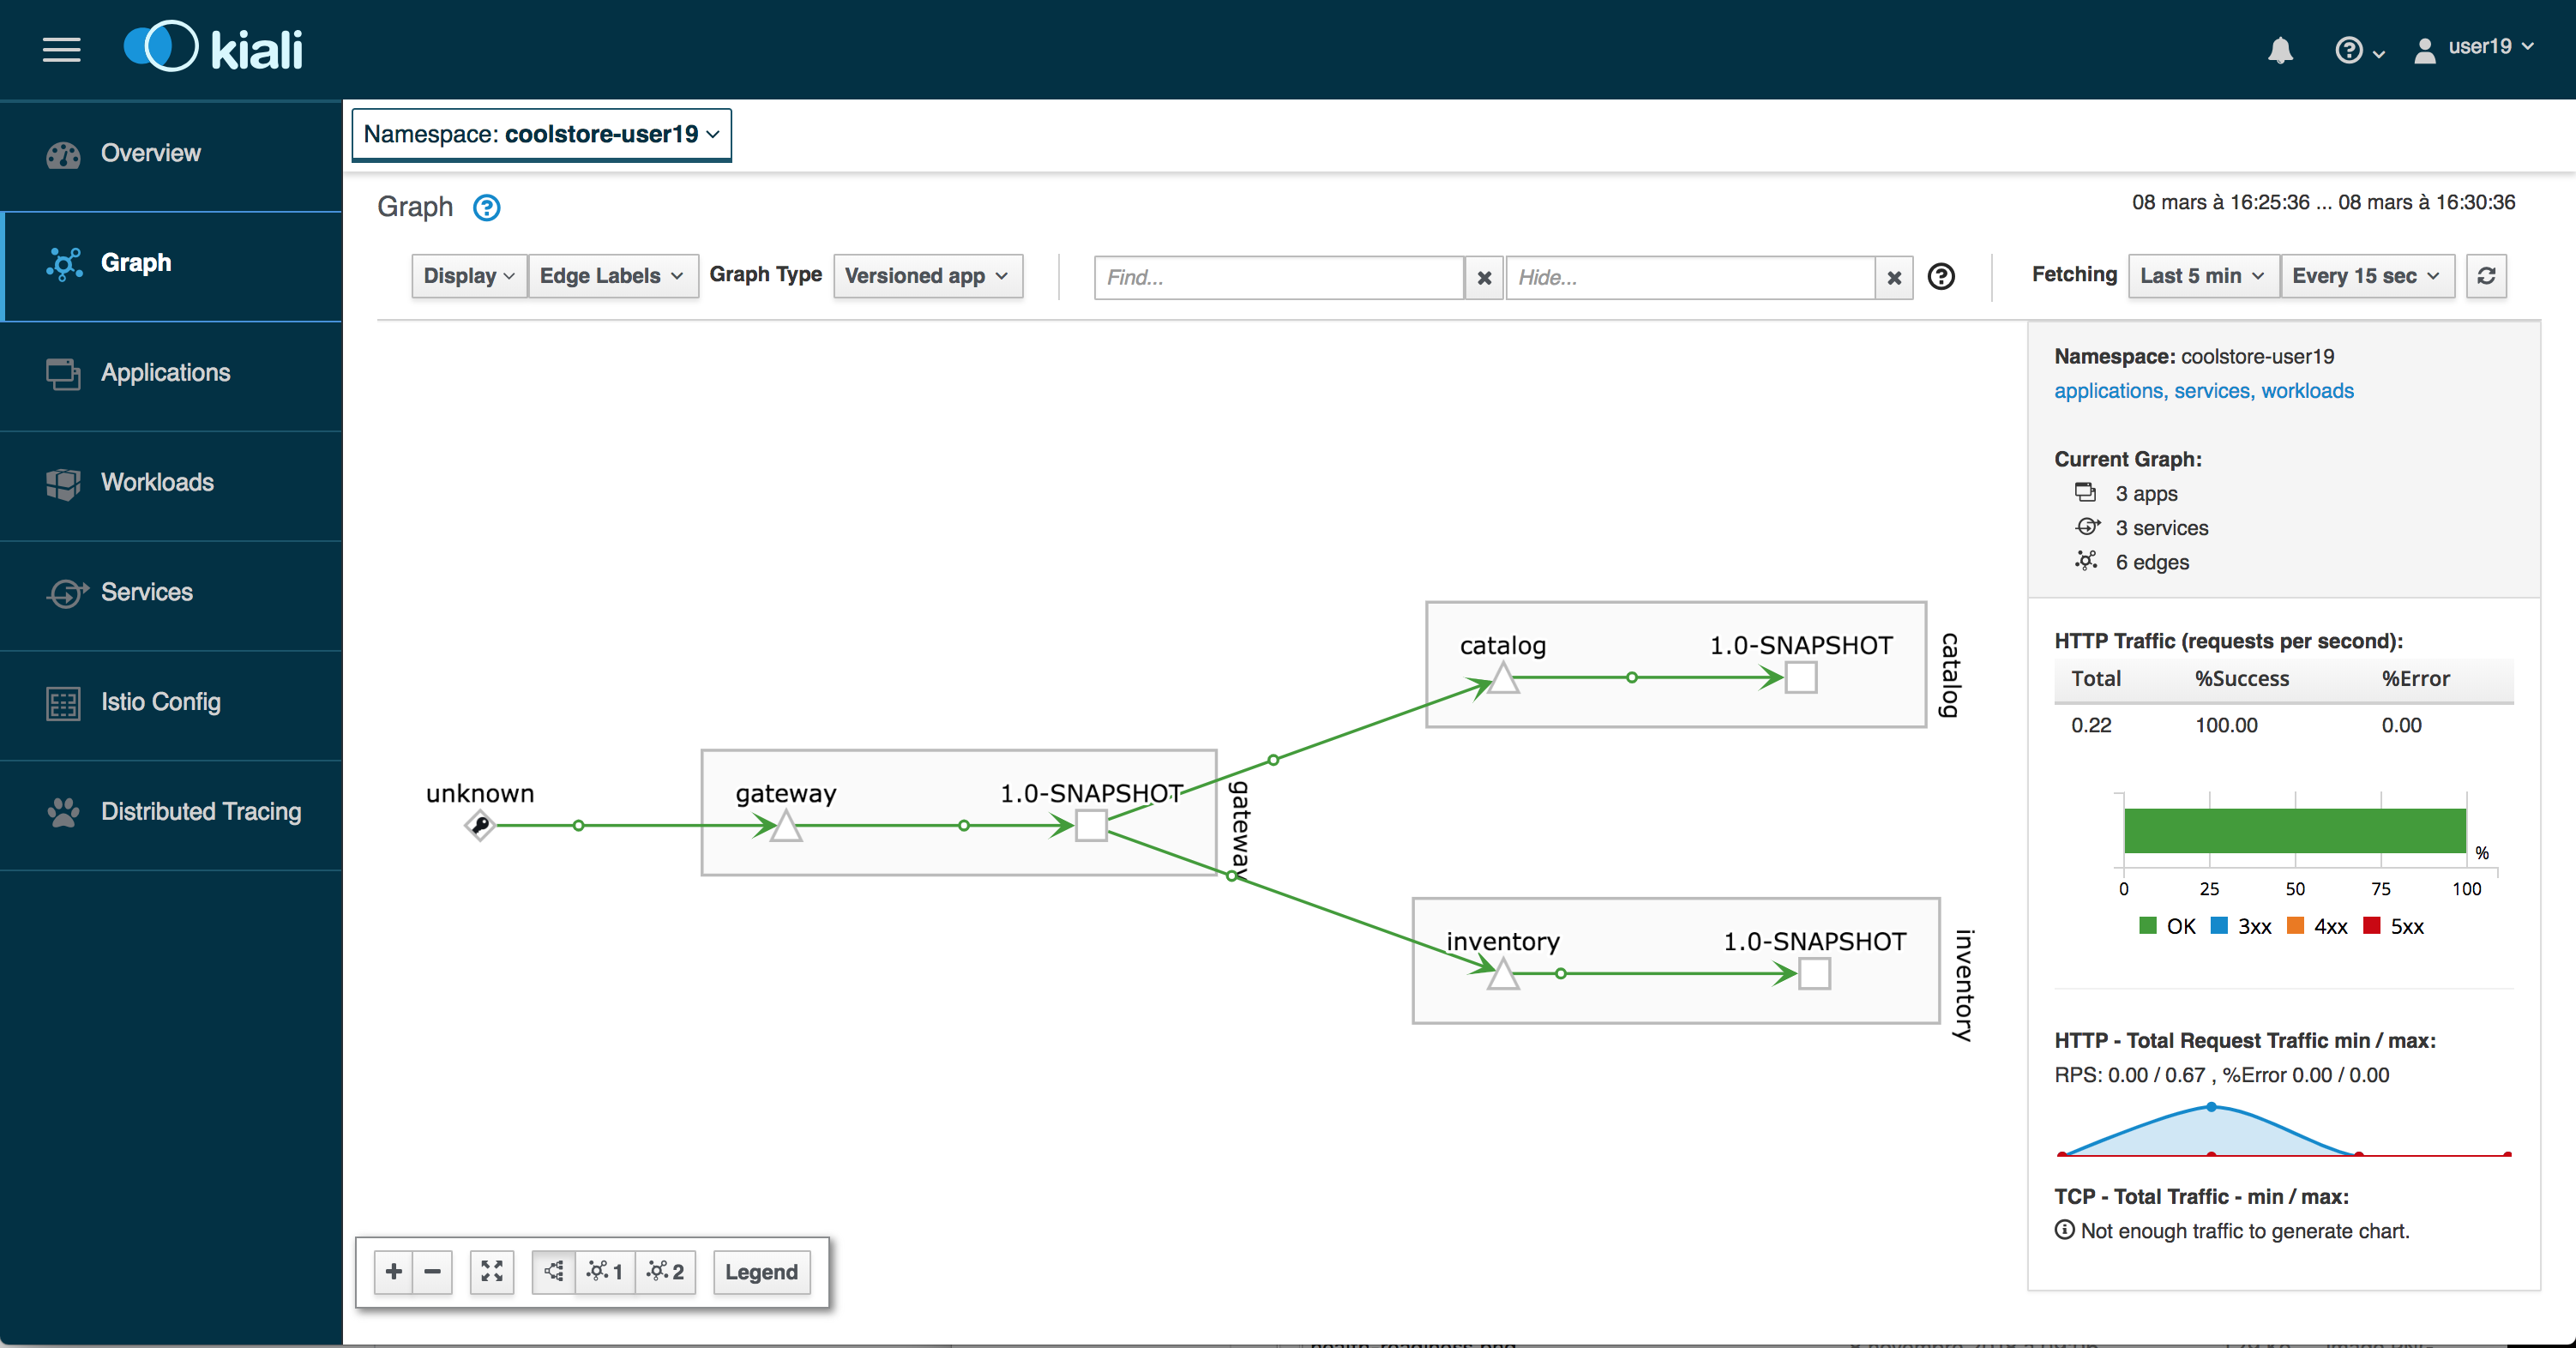 kiali
user19
Namespace: coolstore-user19
Overview
Graph
Applications
Workloads
Services
Istio Config
Distributed Tracing
Graph
08 mars à 16:25:36 ... 08 mars à 16:30:36
Display
Edge Labels
Graph Type
Versioned app
Find...
Hide...
Fetching
Last 5 min
Every 15 sec
unknown
gateway
1.0-SNAPSHOT
gateway
catalog
1.0-SNAPSHOT
catalog
inventory
1.0-SNAPSHOT
inventory
Namespace: coolstore-user19
applications, services, workloads
Current Graph:
3 apps
3 services
6 edges
HTTP Traffic (requests per second):
Total %Success %Error
0.22 100.00 0.00
%
0 25 50 75 100
OK 3xx 4xx 5xx
HTTP - Total Request Traffic min / max:
RPS: 0.00 / 0.67 , %Error 0.00 / 0.00
TCP - Total Traffic - min / max:
Not enough traffic to generate chart.
1
2
Legend